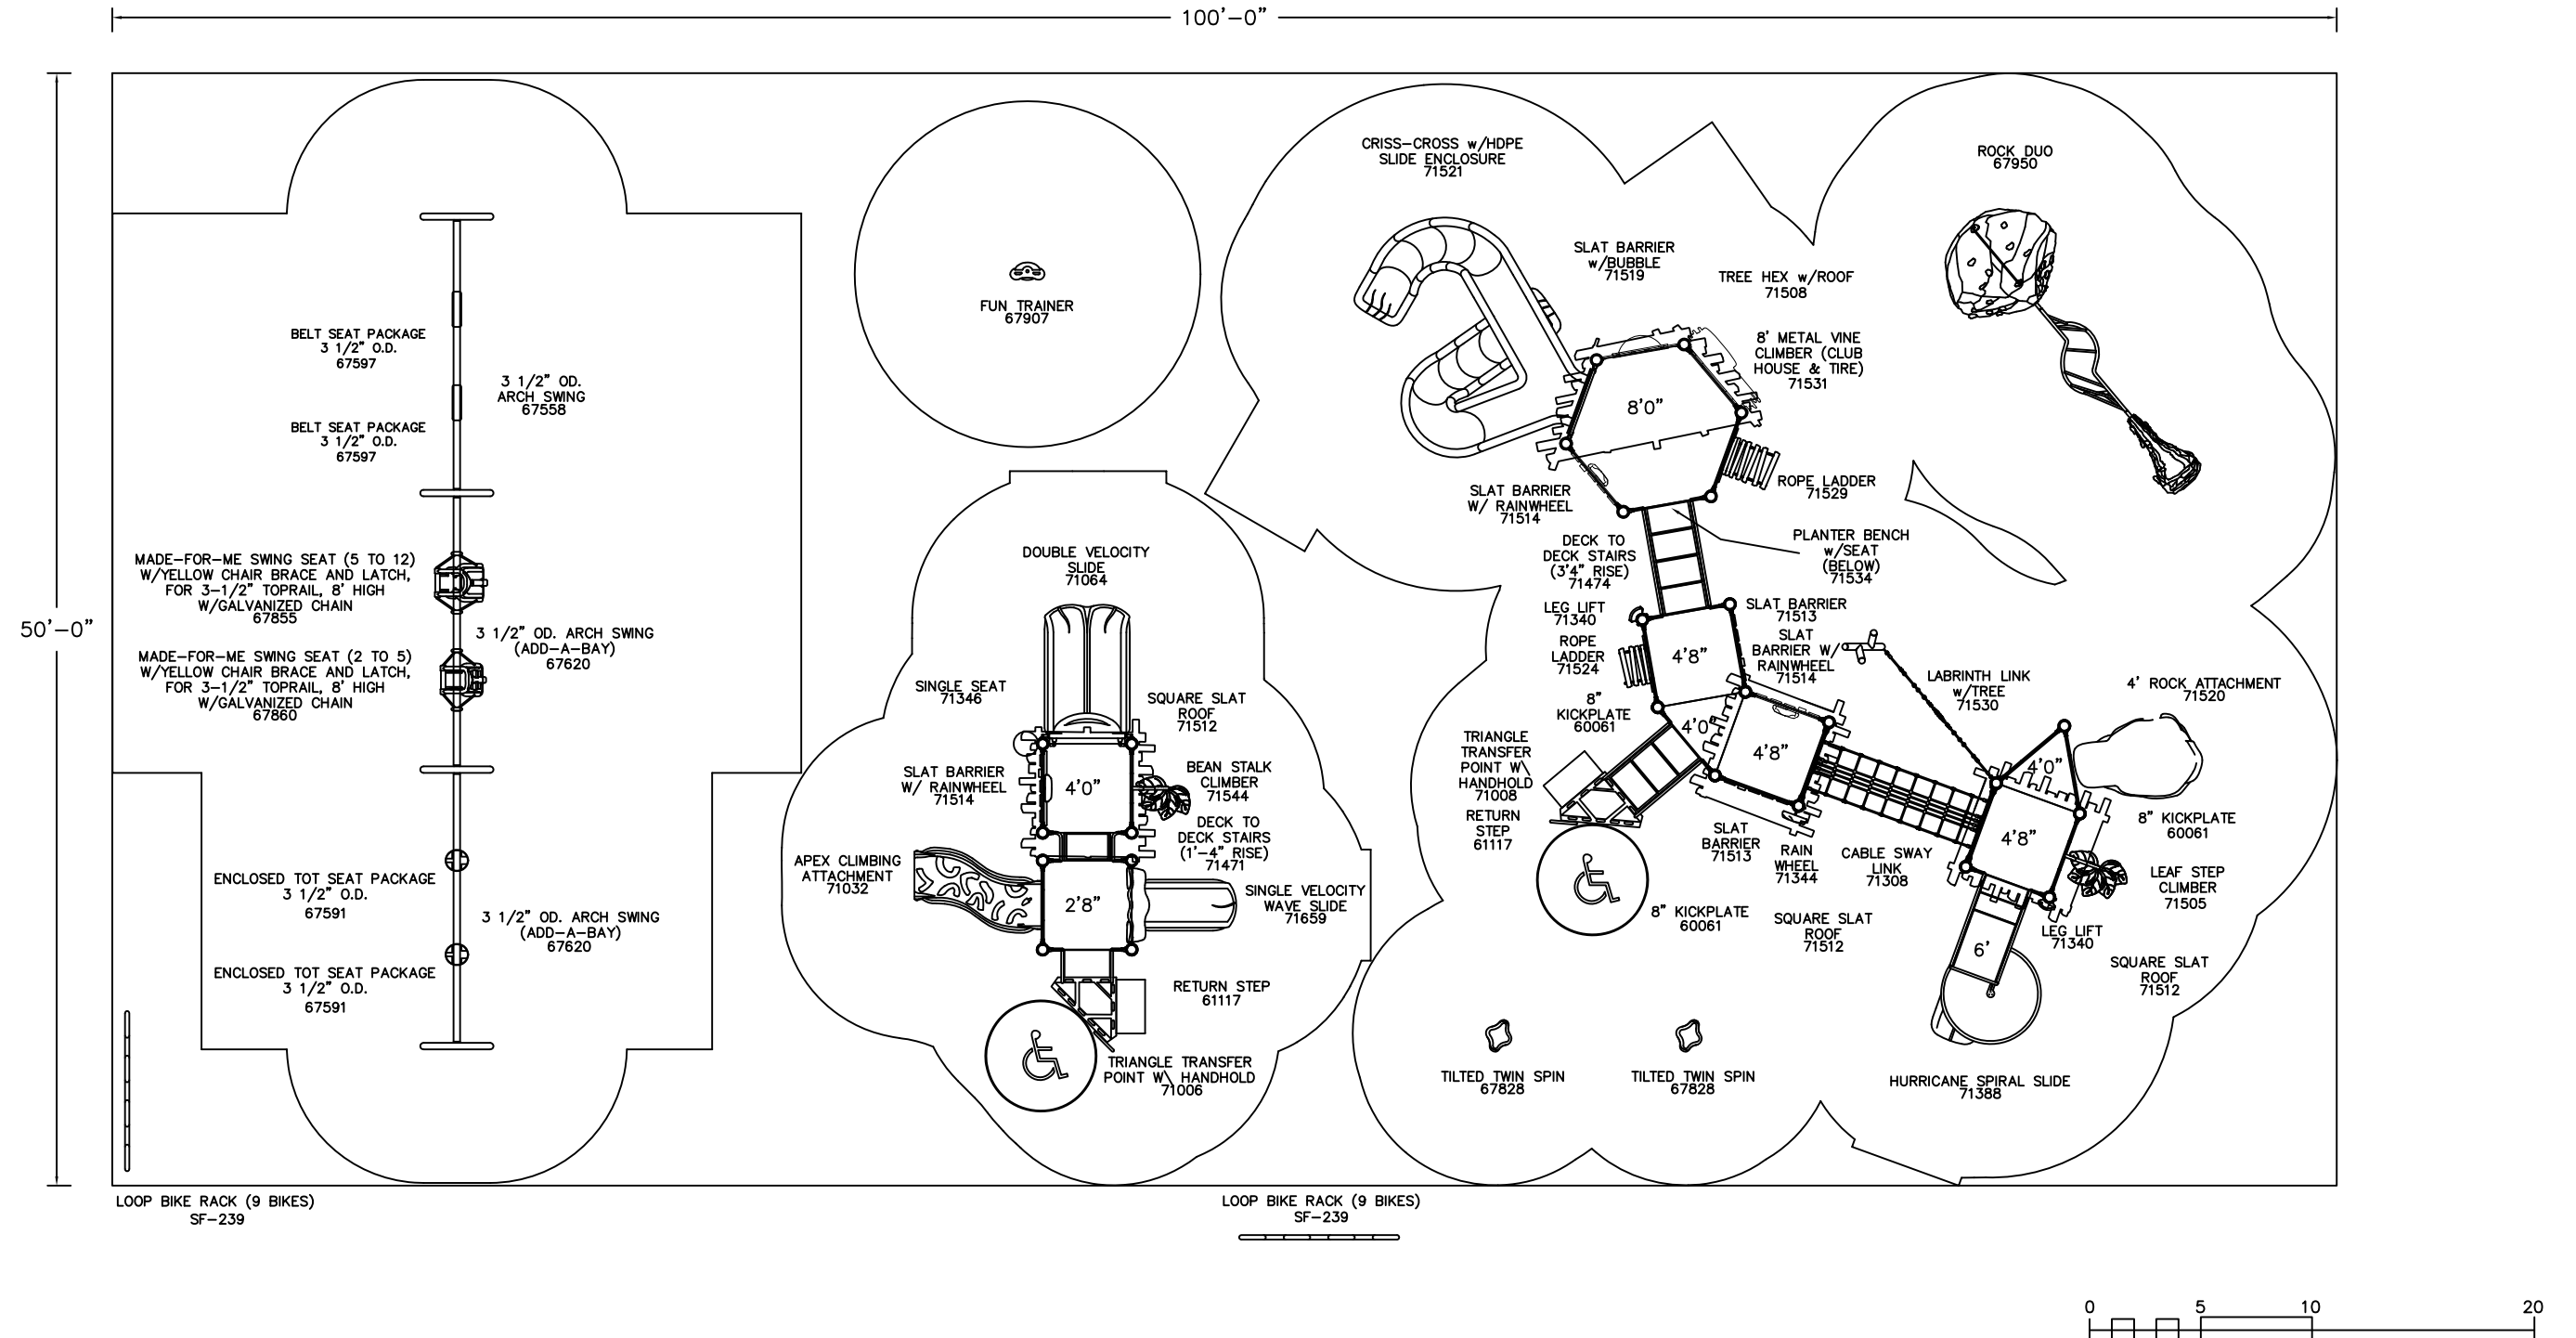 100'-0"
50'-0"
BELT SEAT PACKAGE
3 1/2" O.D.
67597
3 1/2" OD.
ARCH SWING
67558
BELT SEAT PACKAGE
3 1/2" O.D.
67597
MADE-FOR-ME SWING SEAT (5 TO 12)
W/YELLOW CHAIR BRACE AND LATCH,
FOR 3-1/2" TOPRAIL, 8' HIGH
W/GALVANIZED CHAIN
67855
3 1/2" OD. ARCH SWING
(ADD-A-BAY)
67620
MADE-FOR-ME SWING SEAT (2 TO 5)
W/YELLOW CHAIR BRACE AND LATCH,
FOR 3-1/2" TOPRAIL, 8' HIGH
W/GALVANIZED CHAIN
67860
ENCLOSED TOT SEAT PACKAGE
3 1/2" O.D.
67591
3 1/2" OD. ARCH SWING
(ADD-A-BAY)
67620
ENCLOSED TOT SEAT PACKAGE
3 1/2" O.D.
67591
LOOP BIKE RACK (9 BIKES)
SF-239
FUN TRAINER
67907
DOUBLE VELOCITY
SLIDE
71064
SINGLE SEAT
71346
SQUARE SLAT
ROOF
71512
SLAT BARRIER
W/ RAINWHEEL
71514
4'0"
BEAN STALK
CLIMBER
71544
DECK TO
DECK STAIRS
(1'-4" RISE)
71471
APEX CLIMBING
ATTACHMENT
71032
2'8"
SINGLE VELOCITY
WAVE SLIDE
71659
RETURN STEP
61117
TRIANGLE TRANSFER
POINT W\ HANDHOLD
71006
LOOP BIKE RACK (9 BIKES)
SF-239
CRISS-CROSS w/HDPE
SLIDE ENCLOSURE
71521
SLAT BARRIER
w/BUBBLE
71519
TREE HEX w/ROOF
71508
8' METAL VINE
CLIMBER (CLUB
HOUSE & TIRE)
71531
8'0"
ROCK DUO
67950
SLAT BARRIER
W/ RAINWHEEL
71514
ROPE LADDER
71529
DECK TO
DECK STAIRS
(3'4" RISE)
71474
PLANTER BENCH
w/SEAT
(BELOW)
71534
LEG LIFT
71340
SLAT BARRIER
71513
ROPE
LADDER
71524
4'8"
SLAT
BARRIER W/
RAINWHEEL
71514
LABRINTH LINK
w/TREE
71530
4' ROCK ATTACHMENT
71520
8"
KICKPLATE
60061
4'0
4'8"
4'0"
TRIANGLE
TRANSFER
POINT W\
HANDHOLD
71008
RETURN
STEP
61117
SLAT
BARRIER
71513
RAIN
WHEEL
71344
CABLE SWAY
LINK
71308
4'8"
8" KICKPLATE
60061
LEAF STEP
CLIMBER
71505
8" KICKPLATE
60061
SQUARE SLAT
ROOF
71512
6'
LEG LIFT
71340
SQUARE SLAT
ROOF
71512
TILTED TWIN SPIN
67828
TILTED TWIN SPIN
67828
HURRICANE SPIRAL SLIDE
71388
0 5 10 20